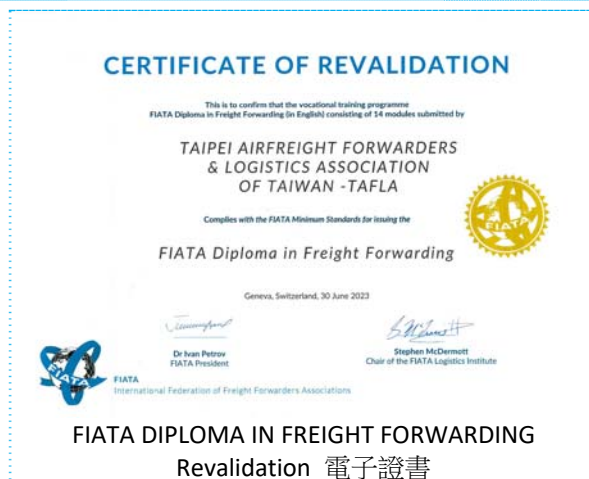 CERTIFICATE OF REVALIDATION
This is to confirm that the vocational training programme
FIATA Diploma in Freight Forwarding (in English) consisting of 14 modules submitted by
TAIPEI AIRFREIGHT FORWARDERS
& LOGISTICS ASSOCIATION
OF TAIWAN -TAFLA
Complies with the FIATA Minimum Standards for issuing the
FIATA
FIATA Diploma in Freight Forwarding
Geneva, Switzerland, 30 June 2023
Dr Ivan Petrov
FIATA President
Stephen McDermott
Chair of the FIATA Logistics Institute
FIATA
FIATA
International Federation of Freight Forwarders Associations
FIATA DIPLOMA IN FREIGHT FORWARDING
Revalidation 電子證書